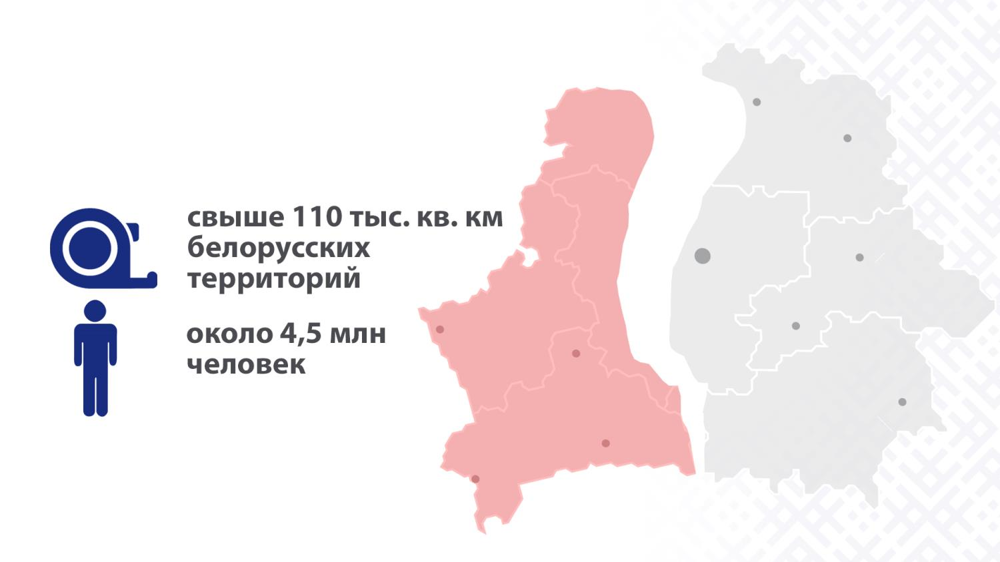 свыше 110 тыс. кв. км
белорусских
территорий
около 4,5 млн
человек